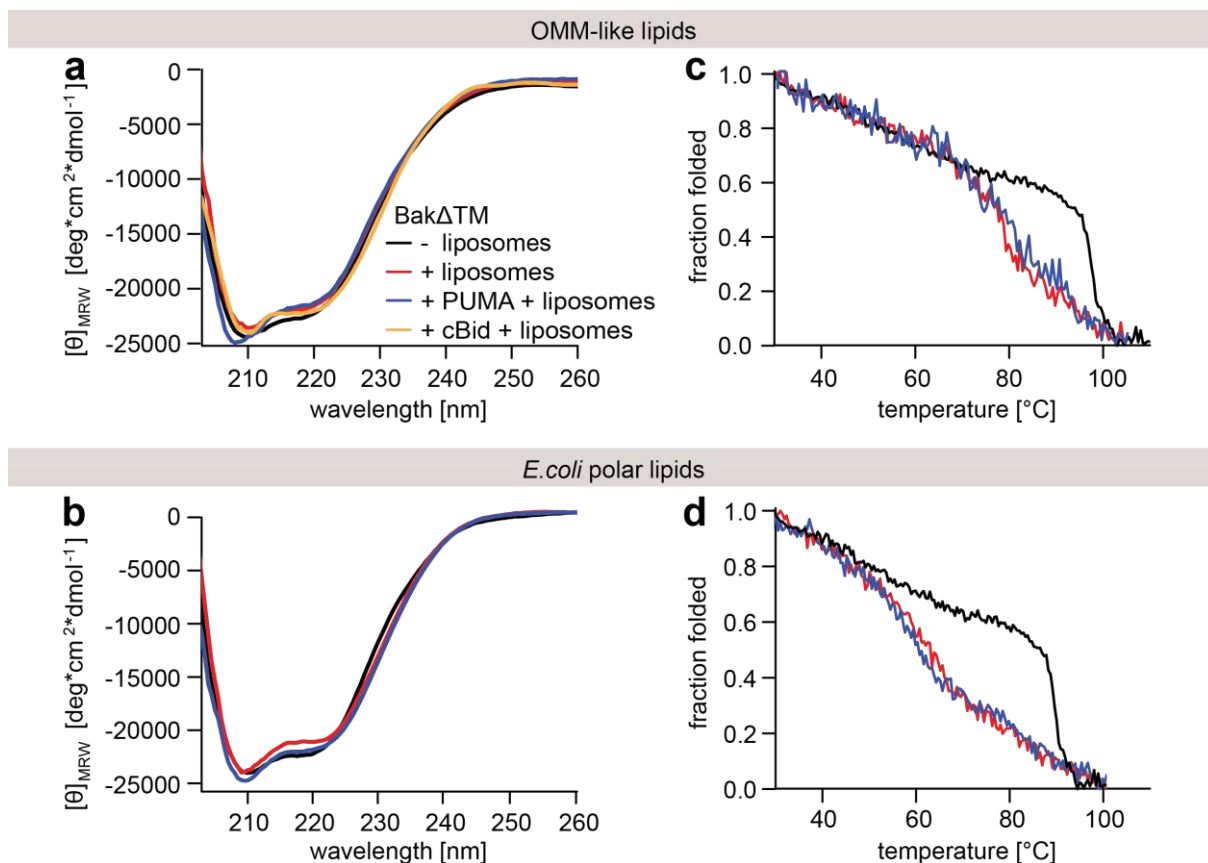 OMM-like lipids
a
0
-5000
-10000
-15000
-20000
-25000
[θ]MRW [deg*cm²*dmol⁻¹]
BakΔTM
- liposomes
+ liposomes
+ PUMA + liposomes
+ cBid + liposomes
210 220 230 240 250 260
wavelength [nm]
c
1.0
0.8
0.6
0.4
0.2
0.0
fraction folded
40 60 80 100
temperature [°C]
E.coli polar lipids
b
0
-5000
-10000
-15000
-20000
-25000
[θ]MRW [deg*cm²*dmol⁻¹]
210 220 230 240 250 260
wavelength [nm]
d
1.0
0.8
0.6
0.4
0.2
0.0
fraction folded
40 60 80 100
temperature [°C]